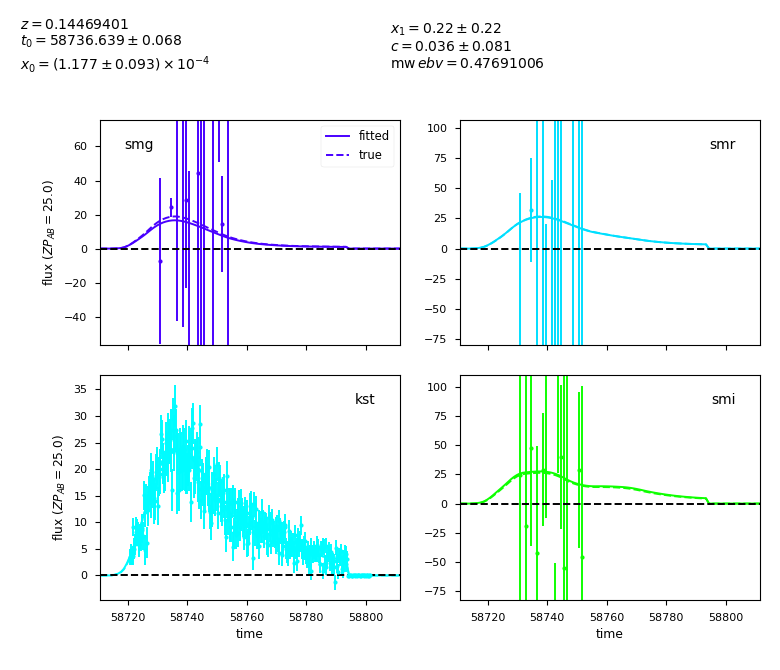 z = 0.14469401
t₀ = 58736.639 ± 0.068
x₀ = (1.177 ± 0.093) × 10⁻⁴
x₁ = 0.22 ± 0.22
c = 0.036 ± 0.081
mw ebv = 0.47691006
smg
fitted
true
60
40
20
0
−20
−40
flux (ZP_AB = 25.0)
smr
100
75
50
25
0
−25
−50
−75
kst
35
30
25
20
15
10
5
0
flux (ZP_AB = 25.0)
58720 58740 58760 58780 58800
time
smi
100
75
50
25
0
−25
−50
−75
58720 58740 58760 58780 58800
time